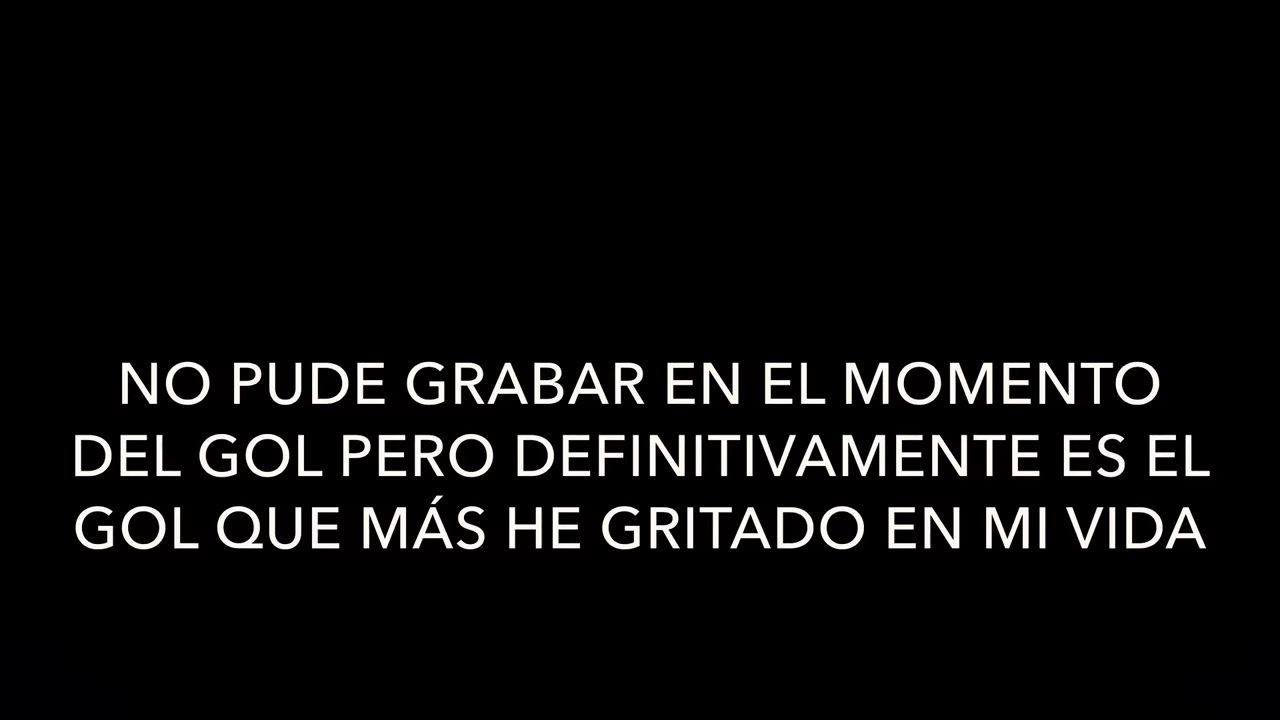 NO PUDE GRABAR EN EL MOMENTO
DEL GOL PERO DEFINITIVAMENTE ES EL
GOL QUE MÁS HE GRITADO EN MI VIDA